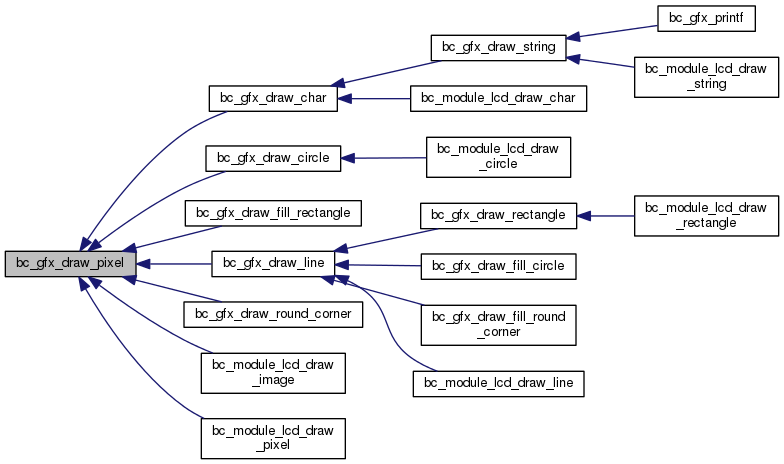 bc_gfx_printf
bc_gfx_draw_string
bc_module_lcd_draw
_string
bc_gfx_draw_char
bc_module_lcd_draw_char
bc_gfx_draw_circle
bc_module_lcd_draw
_circle
bc_gfx_draw_fill_rectangle
bc_gfx_draw_rectangle
bc_module_lcd_draw
_rectangle
bc_gfx_draw_pixel
bc_gfx_draw_line
bc_gfx_draw_fill_circle
bc_gfx_draw_round_corner
bc_gfx_draw_fill_round
_corner
bc_module_lcd_draw
_image
bc_module_lcd_draw_line
bc_module_lcd_draw
_pixel